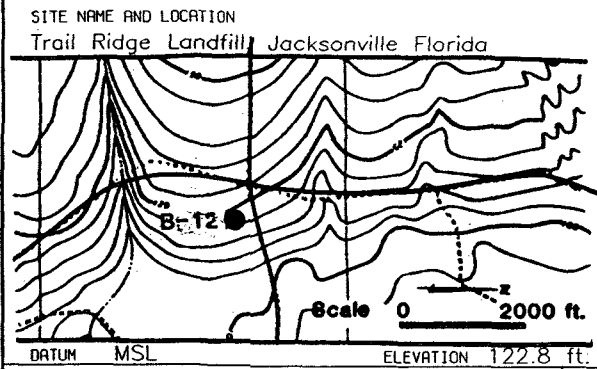 SITE NAME AND LOCATION
Trail Ridge Landfill Jacksonville Florida
B-12
z
Scale 0 2000 ft.
DATUM MSL ELEVATION 122.8 ft.